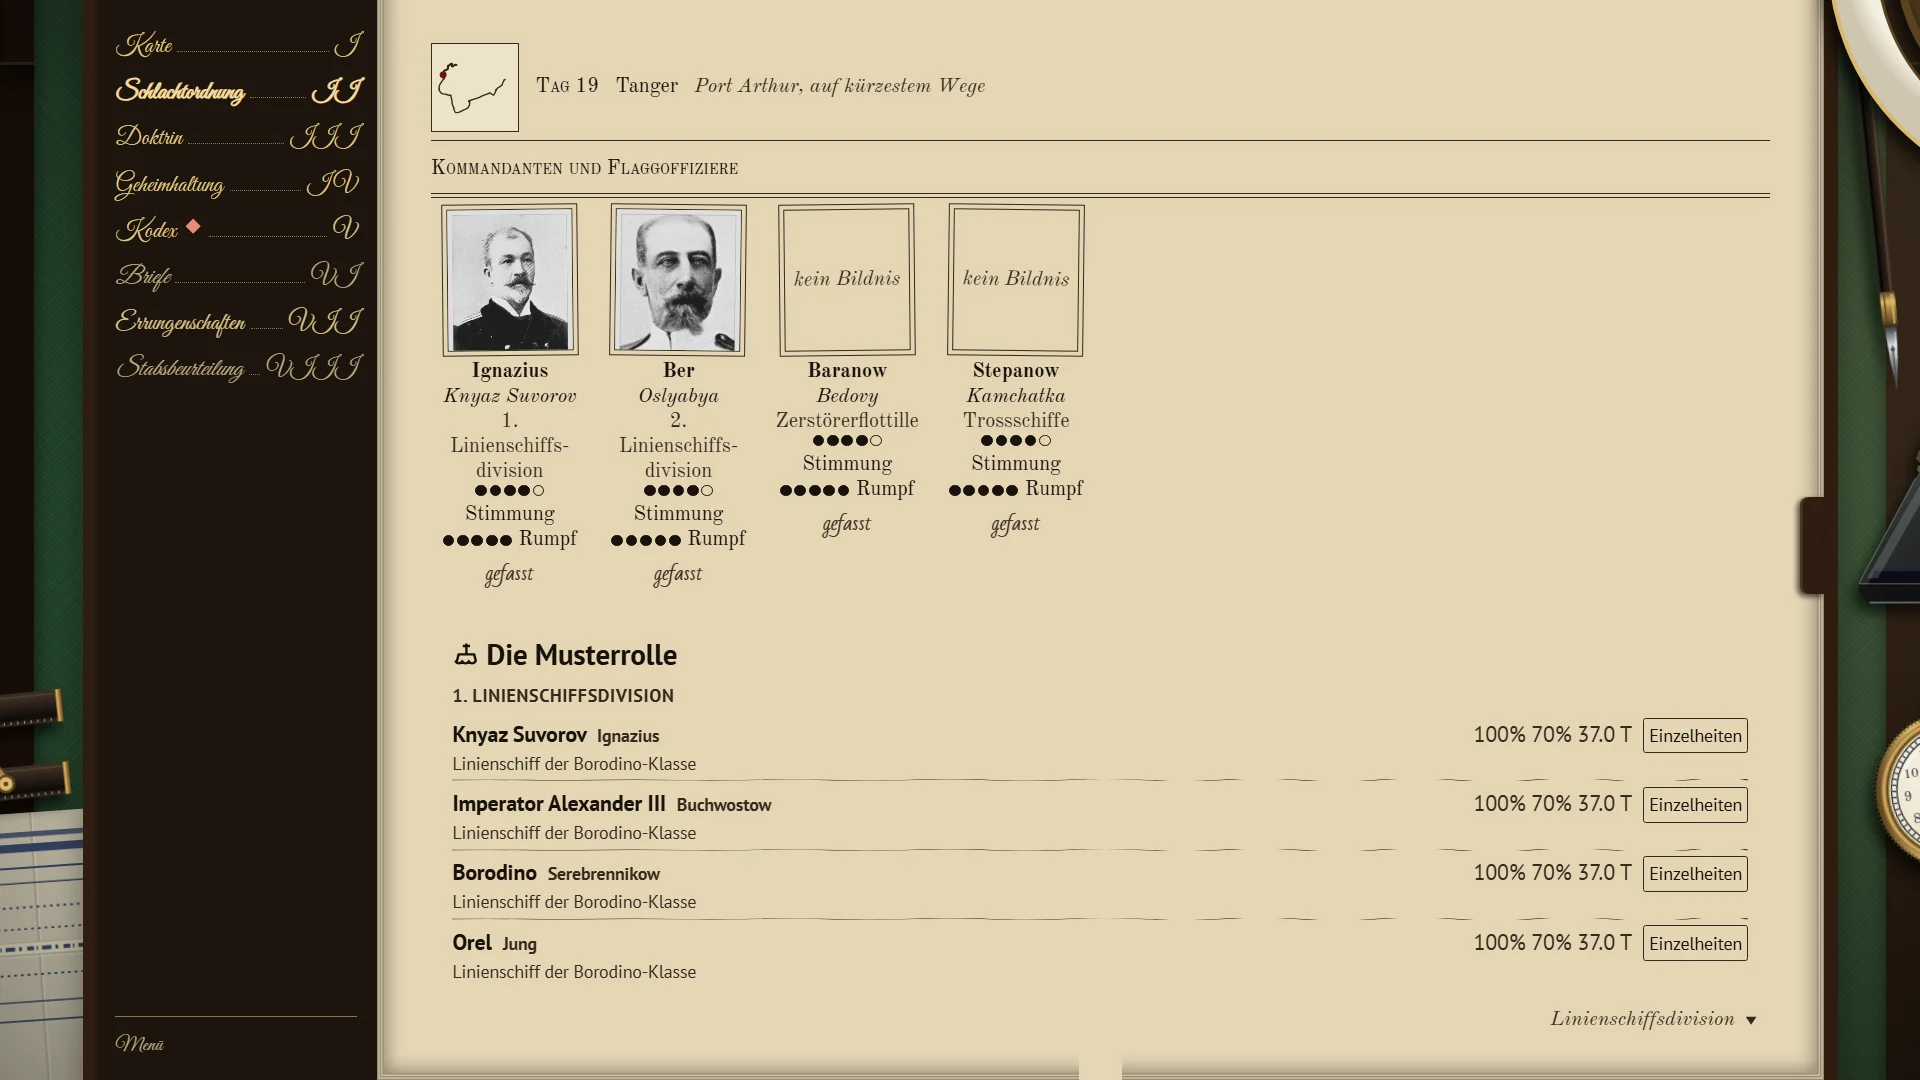 Karte I
Schlachtordnung II
Doktrin III
Geheimhaltung IV
Kodex V
Briefe VI
Errungenschaften VII
Stabsbeurteilung VIII
Menü
Tag 19 Tanger Port Arthur, auf kürzestem Wege
Kommandanten und Flaggoffiziere
Ignazius
Knyaz Suvorov
1.
Linienschiffs-
division
Stimmung
Rumpf
gefasst
Ber
Oslyabya
2.
Linienschiffs-
division
Stimmung
Rumpf
gefasst
kein Bildnis
Baranow
Bedovy
Zerstörerflottille
Stimmung
Rumpf
gefasst
kein Bildnis
Stepanow
Kamchatka
Trossschiffe
Stimmung
Rumpf
gefasst
Die Musterrolle
1. LINIENSCHIFFSDIVISION
Knyaz Suvorov Ignazius 100% 70% 37.0 T Einzelheiten
Linienschiff der Borodino-Klasse
Imperator Alexander III Buchwostow 100% 70% 37.0 T Einzelheiten
Linienschiff der Borodino-Klasse
Borodino Serebrennikow 100% 70% 37.0 T Einzelheiten
Linienschiff der Borodino-Klasse
Orel Jung 100% 70% 37.0 T Einzelheiten
Linienschiff der Borodino-Klasse
Linienschiffsdivision ▼
10
9
8